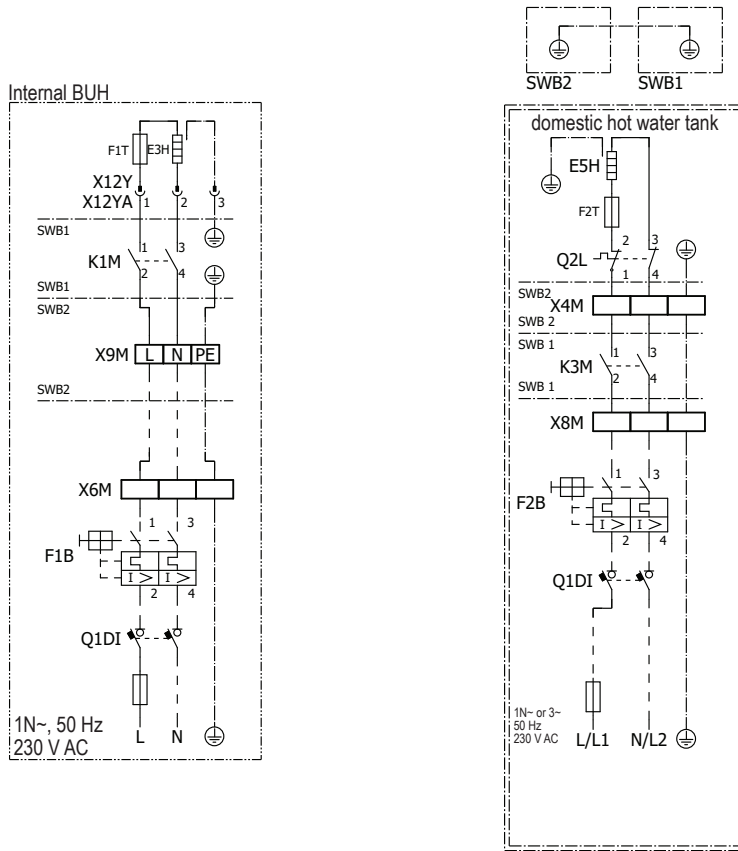 Internal BUH
F1T E3H
X12Y
X12YA 1 2 3
SWB1
K1M 1 3
2 4
SWB1
SWB2
X9M L N PE
SWB2
X6M
1 3
F1B
I > I >
2 4
Q1DI
1N~, 50 Hz
230 V AC
L N
SWB2 SWB1
domestic hot water tank
E5H
F2T
2 3
Q2L
1 4
SWB2
X4M
SWB 2
SWB 1
K3M 1 3
2 4
SWB 1
X8M
1 3
F2B
I > I >
2 4
Q1DI
1N~ or 3~
50 Hz
230 V AC
L/L1 N/L2